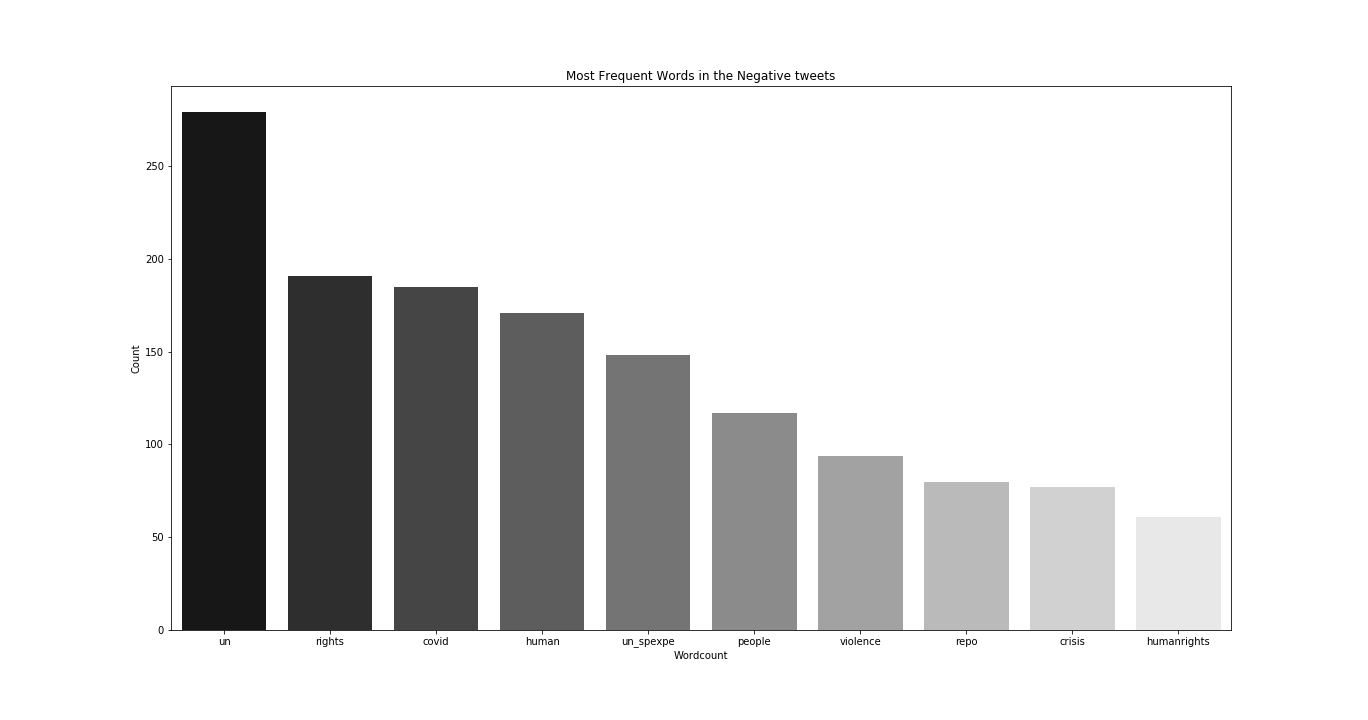 Most Frequent Words in the Negative tweets
Count
250
200
150
100
50
0
un rights covid human un_spexpe people violence repo crisis humanrights
Wordcount